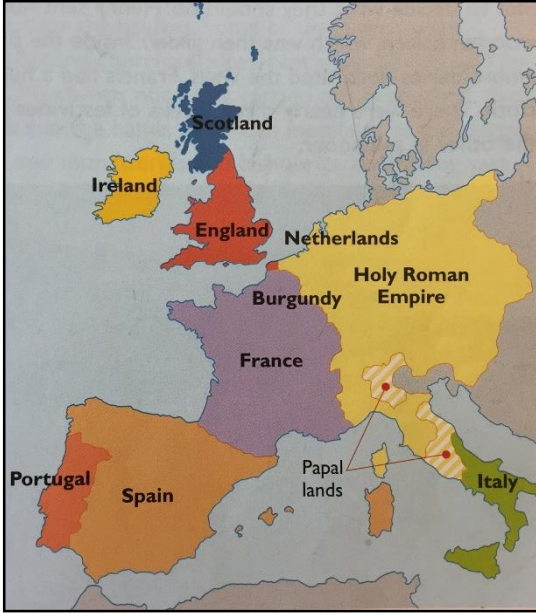 Scotland
Ireland
England
Netherlands
Holy Roman
Empire
Burgundy
France
Papal
lands
Portugal
Spain
Italy